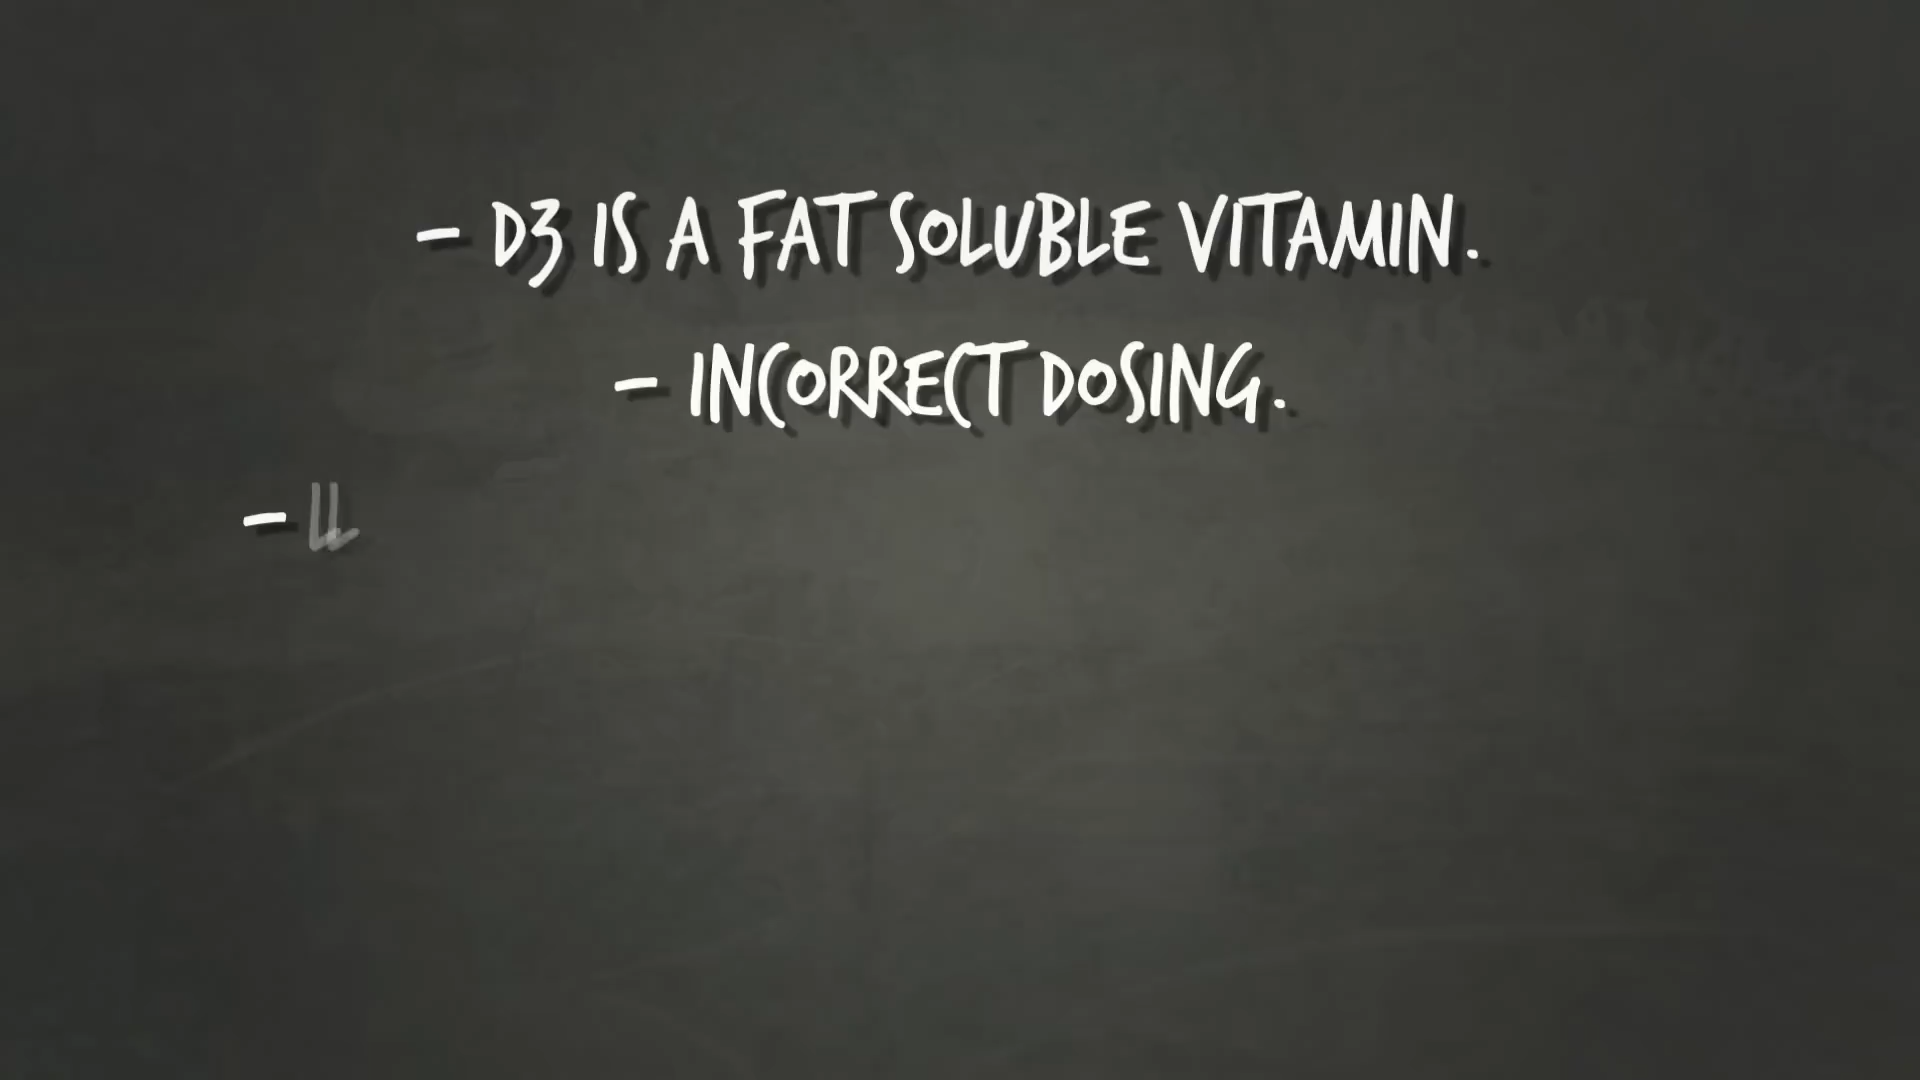 - D3 IS A FAT SOLUBLE VITAMIN.
- INCORRECT DOSING.
-